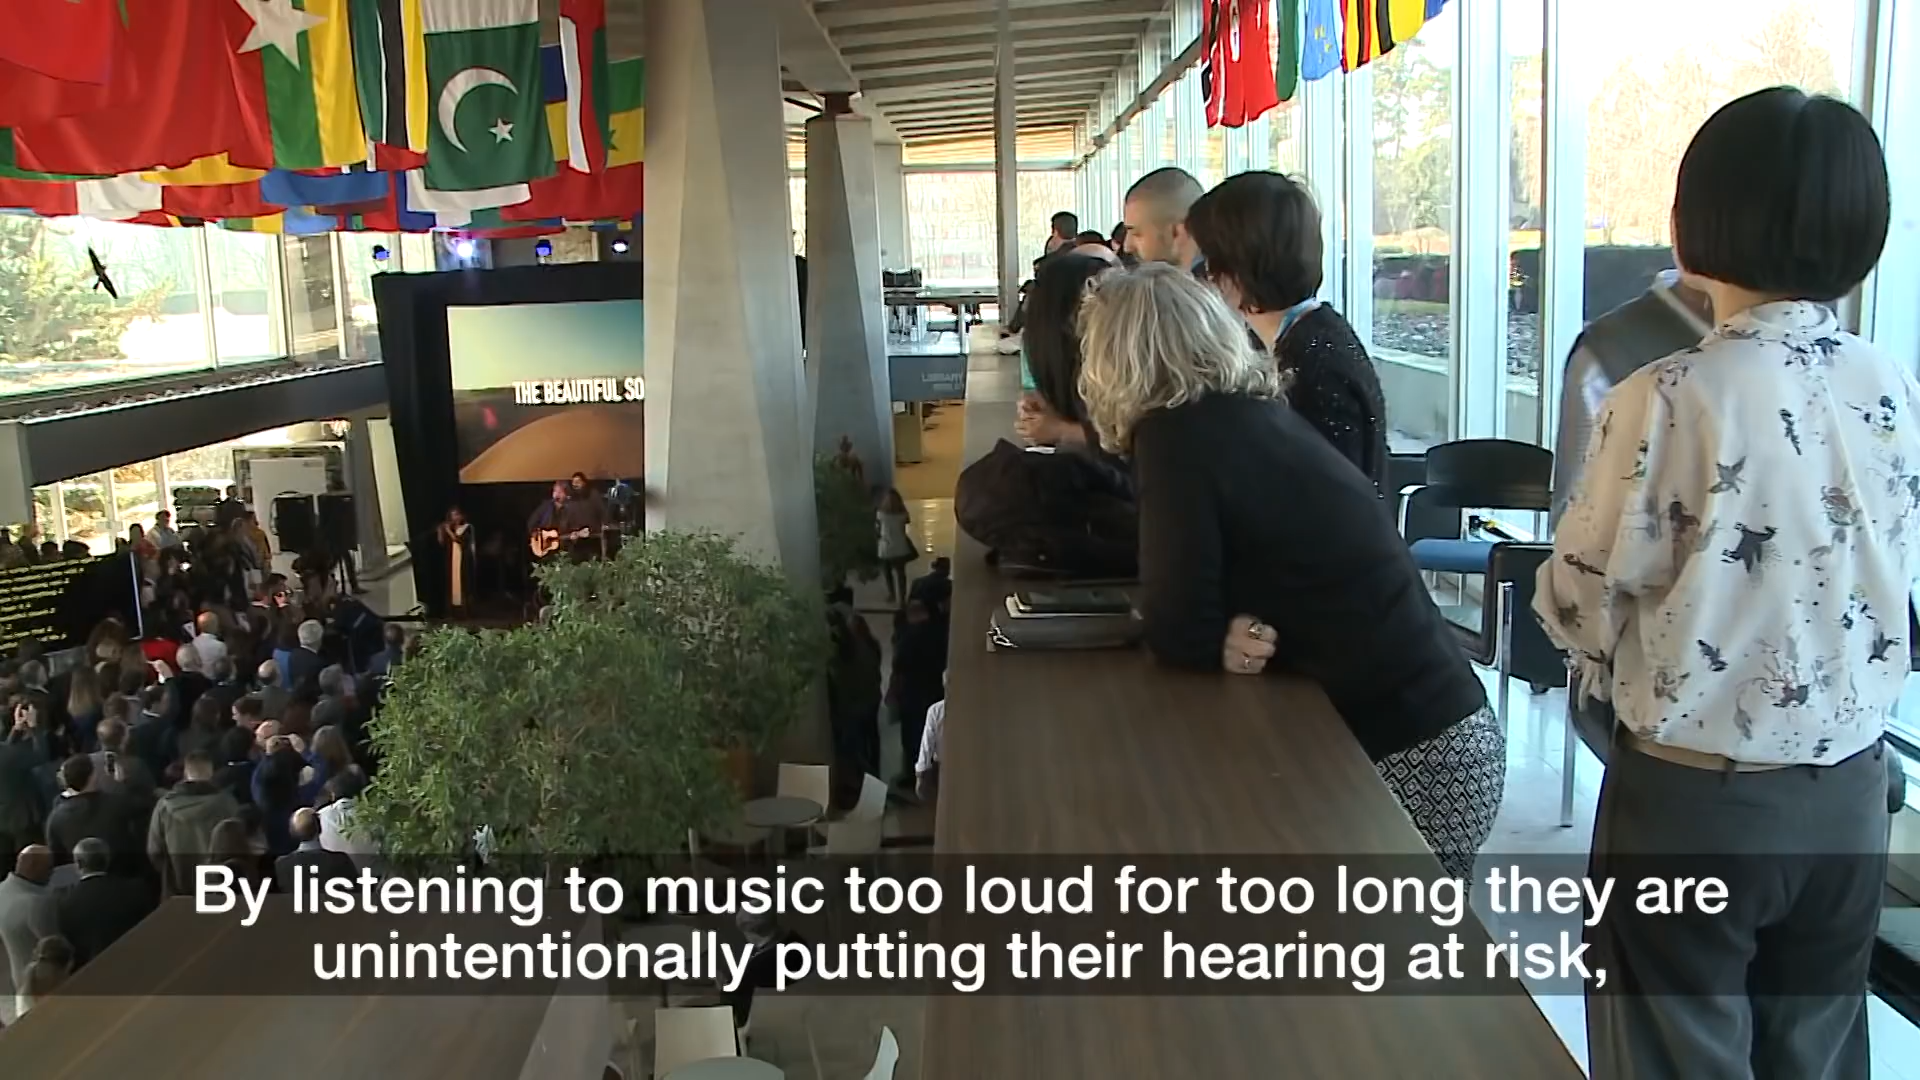 THE BEAUTIFUL SO
LIBRARY
By listening to music too loud for too long they are
unintentionally putting their hearing at risk,